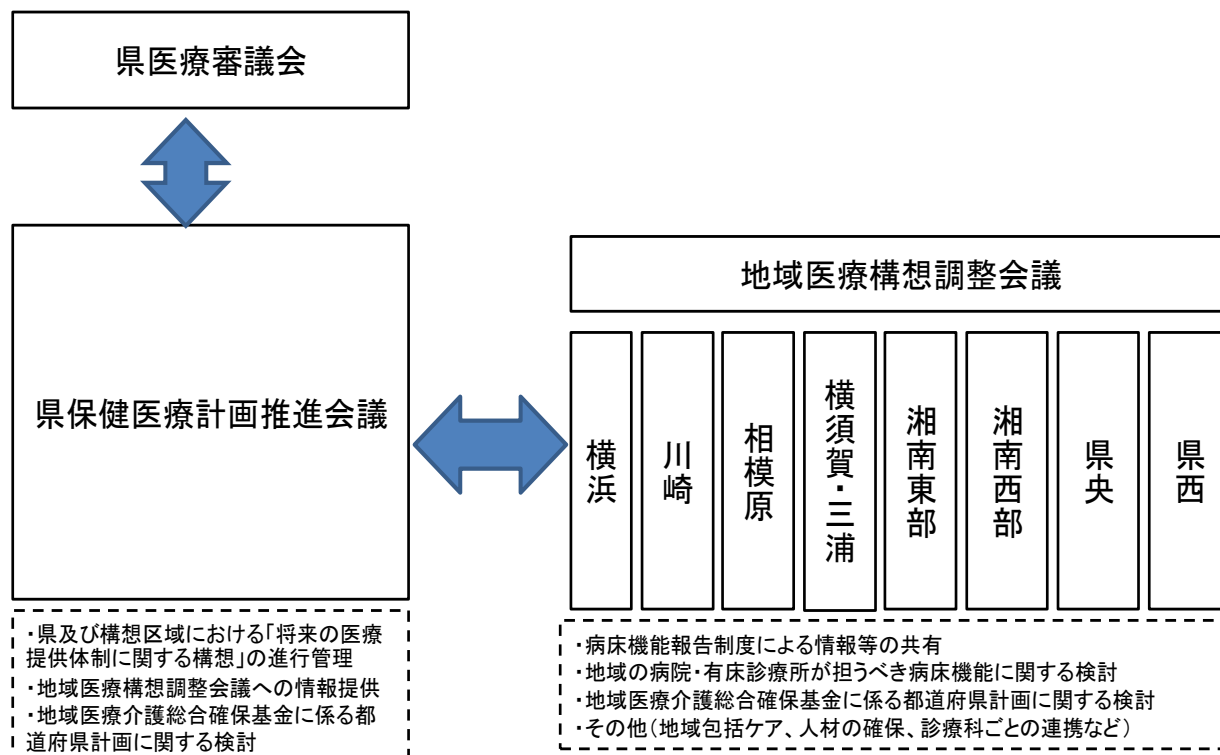 県医療審議会
県保健医療計画推進会議
・県及び構想区域における「将来の医療
提供体制に関する構想」の進行管理
・地域医療構想調整会議への情報提供
・地域医療介護総合確保基金に係る都
道府県計画に関する検討
地域医療構想調整会議
横浜
川崎
相模原
横須賀・三浦
湘南東部
湘南西部
県央
県西
・病床機能報告制度による情報等の共有
・地域の病院・有床診療所が担うべき病床機能に関する検討
・地域医療介護総合確保基金に係る都道府県計画に関する検討
・その他(地域包括ケア、人材の確保、診療科ごとの連携など)